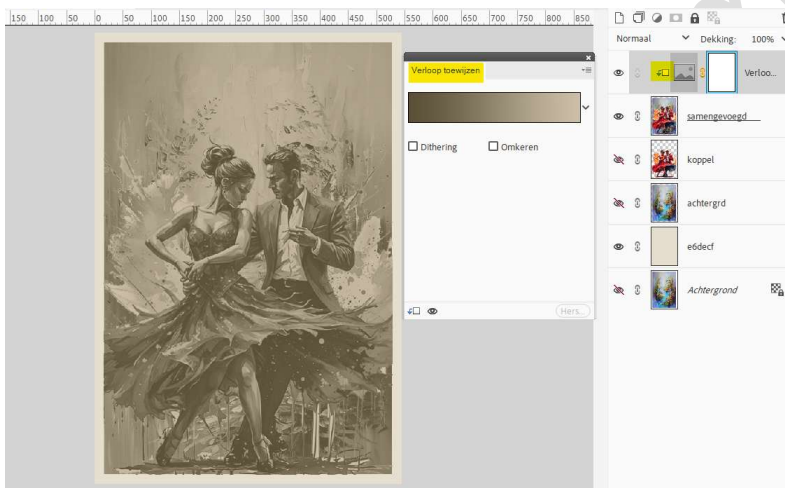 150 100 50 0 50 100 150 200 250 300 350 400 450 500 550 600 650 700 750 800 850
Normaal Dekking: 100%
Verloop toewijzen
Verloo...
samengevoegd
Dithering Omkeren
koppel
achtergrd
e6decf
Achtergrond
Hers...